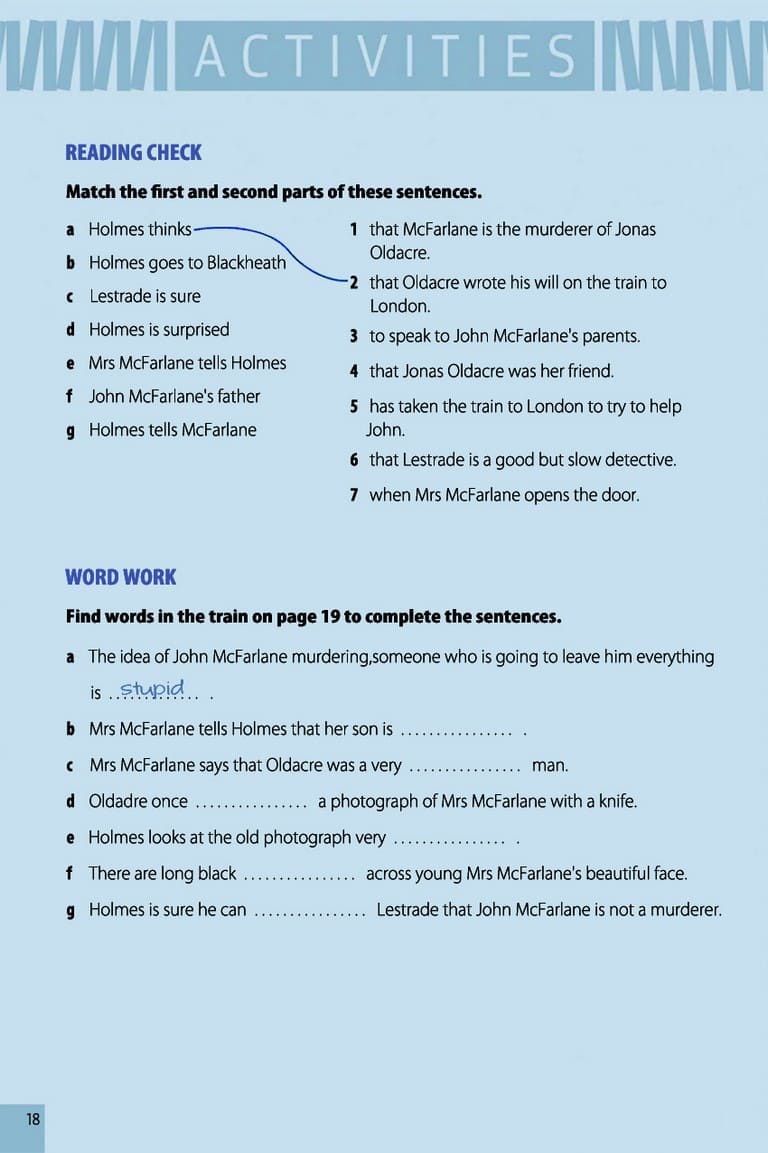 ACTIVITIES
READING CHECK
Match the first and second parts of these sentences.
a Holmes thinks
b Holmes goes to Blackheath
c Lestrade is sure
d Holmes is surprised
e Mrs McFarlane tells Holmes
f John McFarlane's father
g Holmes tells McFarlane
1 that McFarlane is the murderer of Jonas
Oldacre.
2 that Oldacre wrote his will on the train to
London.
3 to speak to John McFarlane's parents.
4 that Jonas Oldacre was her friend.
5 has taken the train to London to try to help
John.
6 that Lestrade is a good but slow detective.
7 when Mrs McFarlane opens the door.
WORD WORK
Find words in the train on page 19 to complete the sentences.
a The idea of John McFarlane murdering,someone who is going to leave him everything
is ..stupid.. .
b Mrs McFarlane tells Holmes that her son is ................ .
c Mrs McFarlane says that Oldacre was a very ................ man.
d Oldadre once ................ a photograph of Mrs McFarlane with a knife.
e Holmes looks at the old photograph very ................ .
f There are long black ................ across young Mrs McFarlane's beautiful face.
g Holmes is sure he can ................ Lestrade that John McFarlane is not a murderer.
18